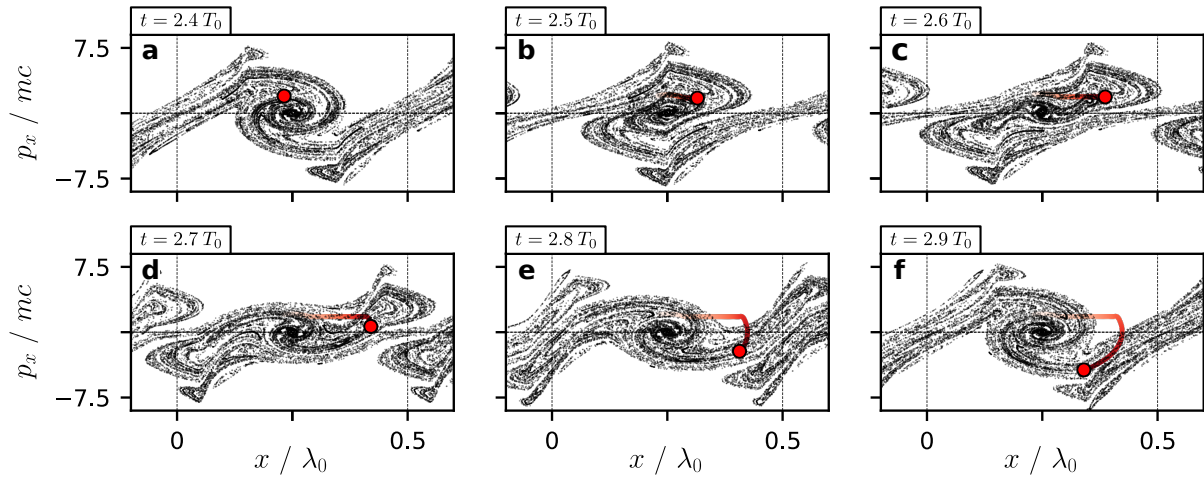 t = 2.4 T₀
t = 2.5 T₀
t = 2.6 T₀
a
b
c
7.5
−7.5
pₓ / mc
t = 2.7 T₀
t = 2.8 T₀
t = 2.9 T₀
d
e
f
7.5
−7.5
pₓ / mc
0
0.5
0
0.5
0
0.5
x / λ₀
x / λ₀
x / λ₀